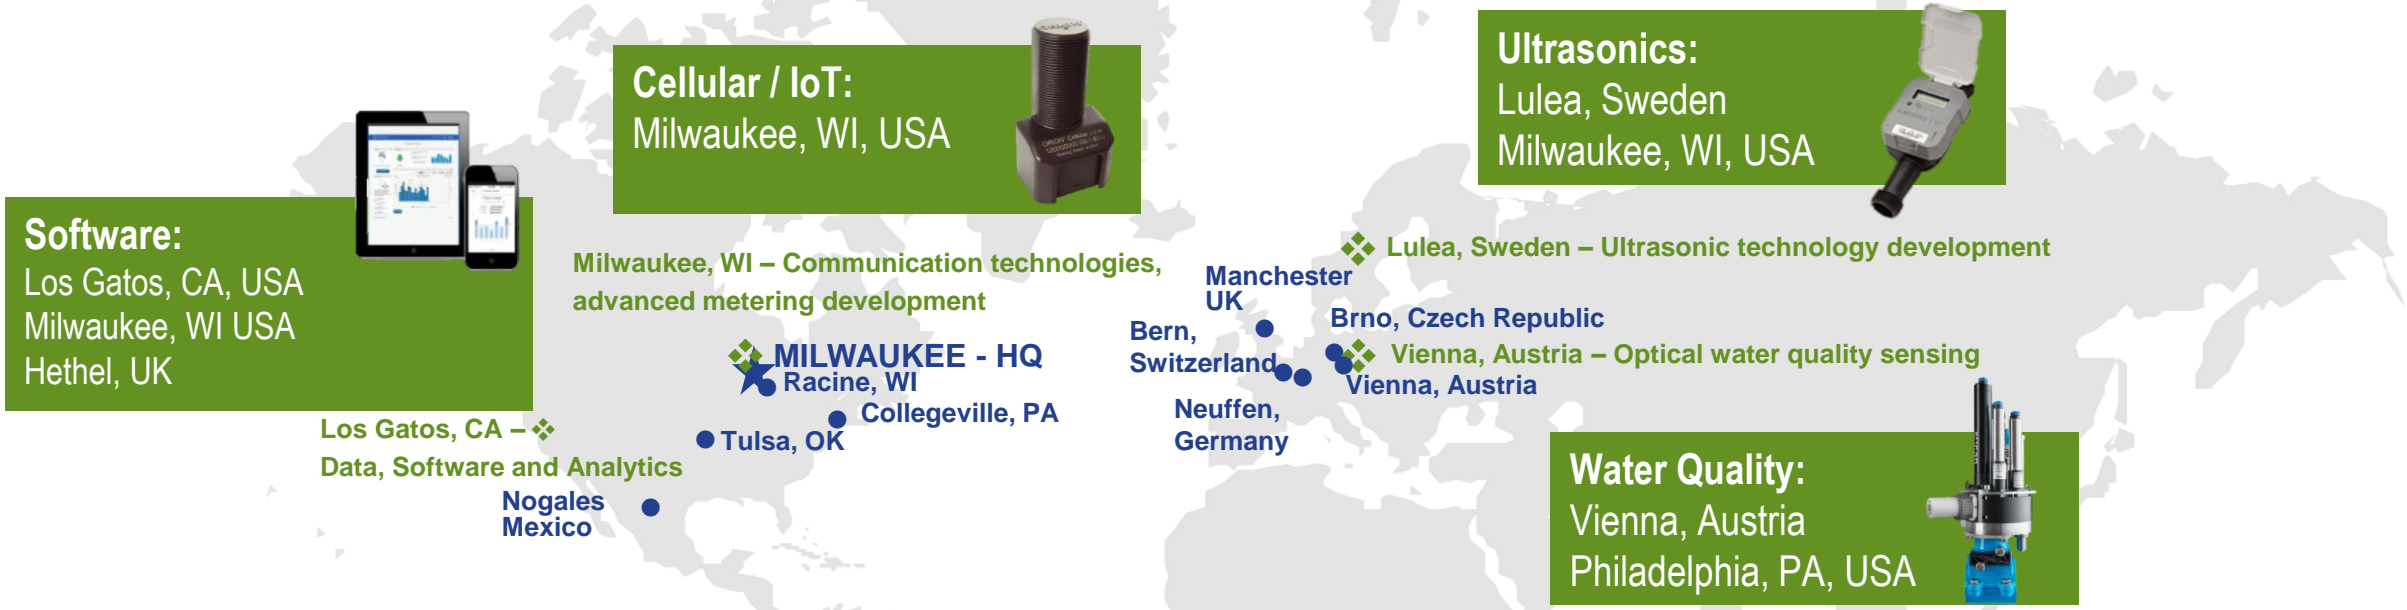 Cellular / IoT:
Milwaukee, WI, USA
Ultrasonics:
Lulea, Sweden
Milwaukee, WI, USA
Software:
Los Gatos, CA, USA
Milwaukee, WI USA
Hethel, UK
Milwaukee, WI – Communication technologies,
advanced metering development
MILWAUKEE - HQ
Racine, WI
Collegeville, PA
Tulsa, OK
Los Gatos, CA –
Data, Software and Analytics
Nogales
Mexico
Lulea, Sweden – Ultrasonic technology development
Manchester
UK
Brno, Czech Republic
Bern,
Switzerland
Vienna, Austria – Optical water quality sensing
Vienna, Austria
Neuffen,
Germany
Water Quality:
Vienna, Austria
Philadelphia, PA, USA
ORION Cellular